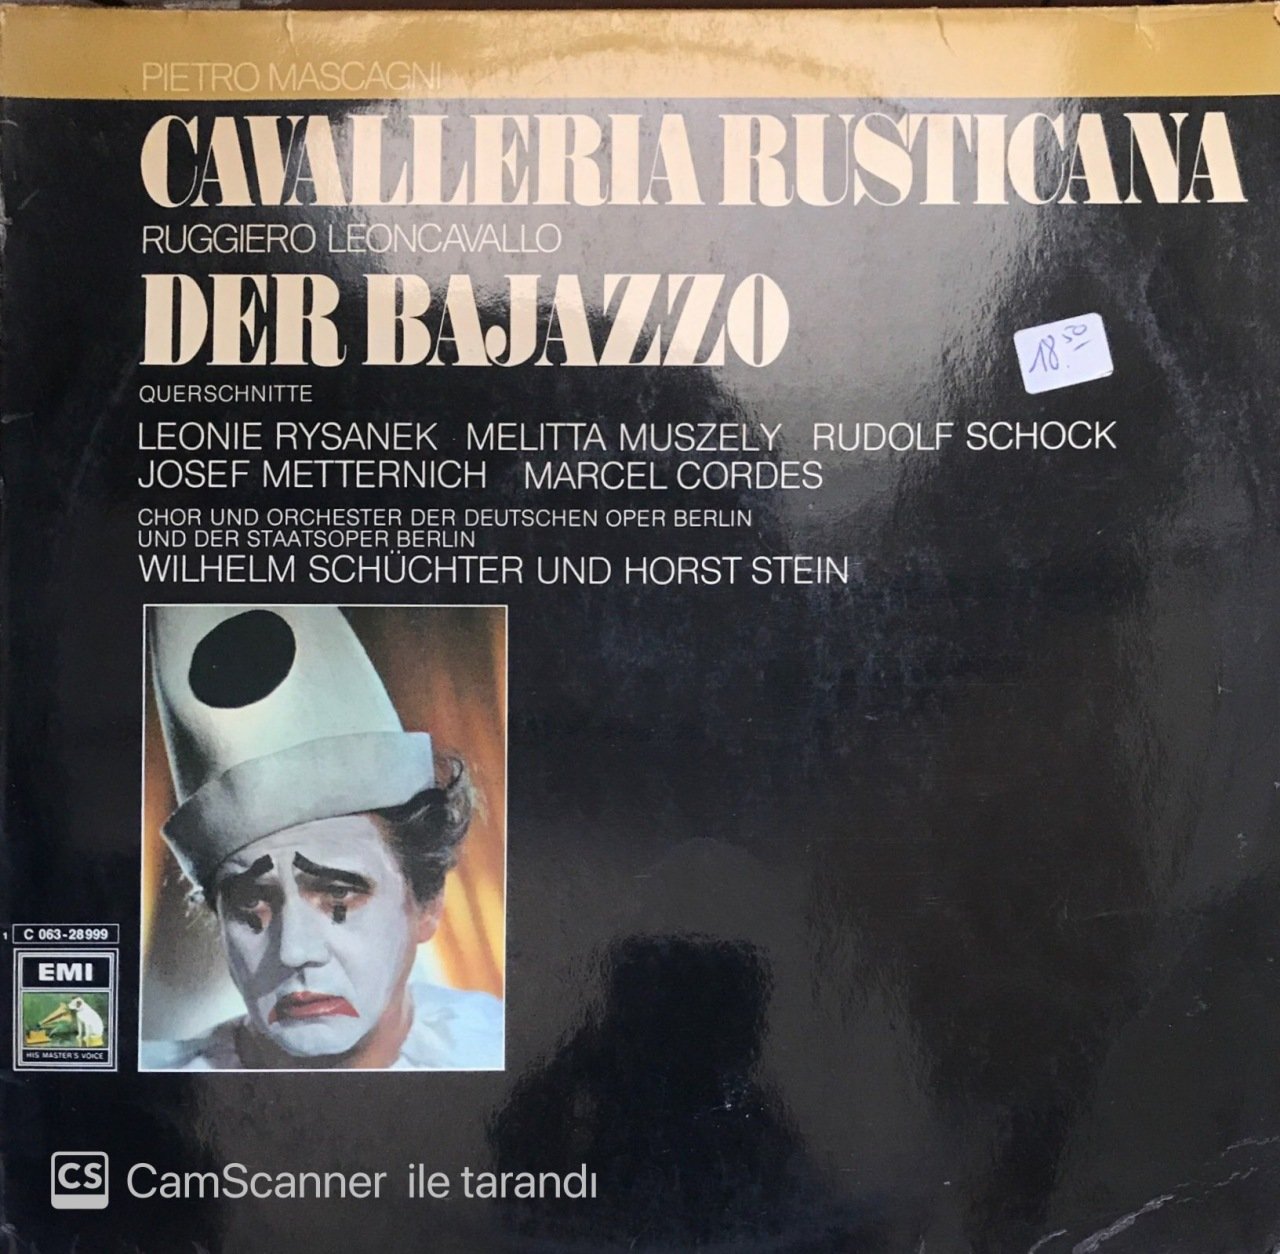 PIETRO MASCAGNI
CAVALLERIA RUSTICANA
RUGGIERO LEONCAVALLO
DER BAJAZZO
18.50
QUERSCHNITTE
LEONIE RYSANEK MELITTA MUSZELY RUDOLF SCHOCK
JOSEF METTERNICH MARCEL CORDES
CHOR UND ORCHESTER DER DEUTSCHEN OPER BERLIN
UND DER STAATSOPER BERLIN
WILHELM SCHÜCHTER UND HORST STEIN
1 C 063-28999
EMI
HIS MASTER'S VOICE
CS CamScanner ile tarandı